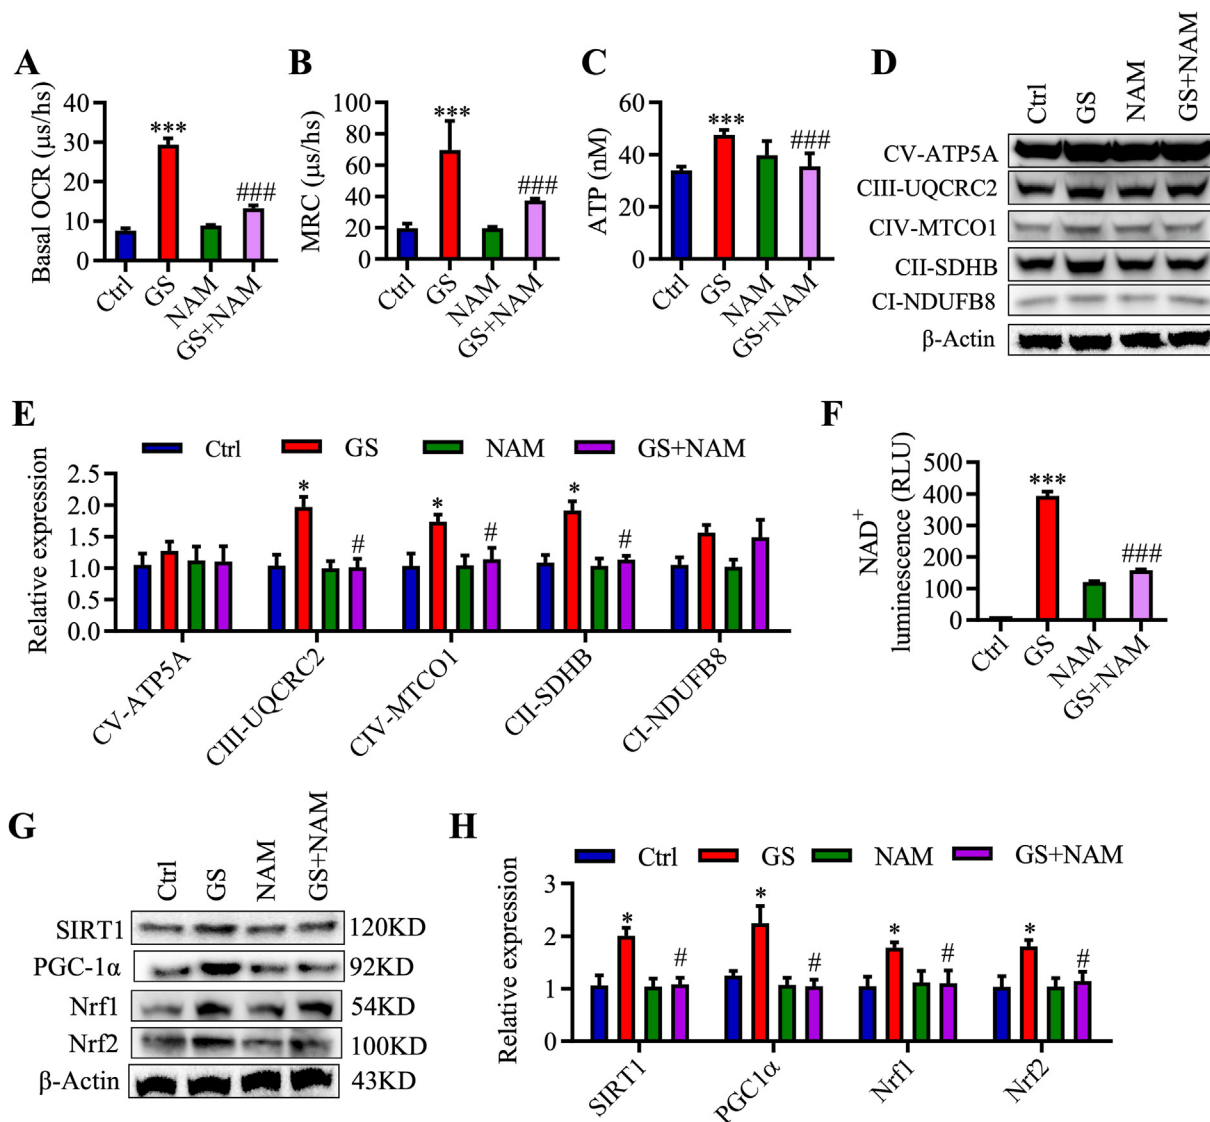 A
Basal OCR (μs/hs)
40
30
20
10
0
***
###
Ctrl
GS
NAM
GS+NAM
B
MRC (μs/hs)
100
80
60
40
20
0
***
###
Ctrl
GS
NAM
GS+NAM
C
ATP (nM)
60
40
20
0
***
###
Ctrl
GS
NAM
GS+NAM
D
Ctrl
GS
NAM
GS+NAM
CV-ATP5A
CIII-UQCRC2
CIV-MTCO1
CII-SDHB
CI-NDUFB8
β-Actin
E
Ctrl GS NAM GS+NAM
Relative expression
2.5
2.0
1.5
1.0
0.5
0.0
* # * # * #
CV-ATP5A
CIII-UQCRC2
CIV-MTCO1
CII-SDHB
CI-NDUFB8
F
NAD+
luminescence (RLU)
500
400
300
200
100
0
***
###
Ctrl
GS
NAM
GS+NAM
G
Ctrl
GS
NAM
GS+NAM
SIRT1 120KD
PGC-1α 92KD
Nrf1 54KD
Nrf2 100KD
β-Actin 43KD
H
Ctrl GS NAM GS+NAM
Relative expression
3
2
1
0
* # * # * # * #
SIRT1
PGC1α
Nrf1
Nrf2